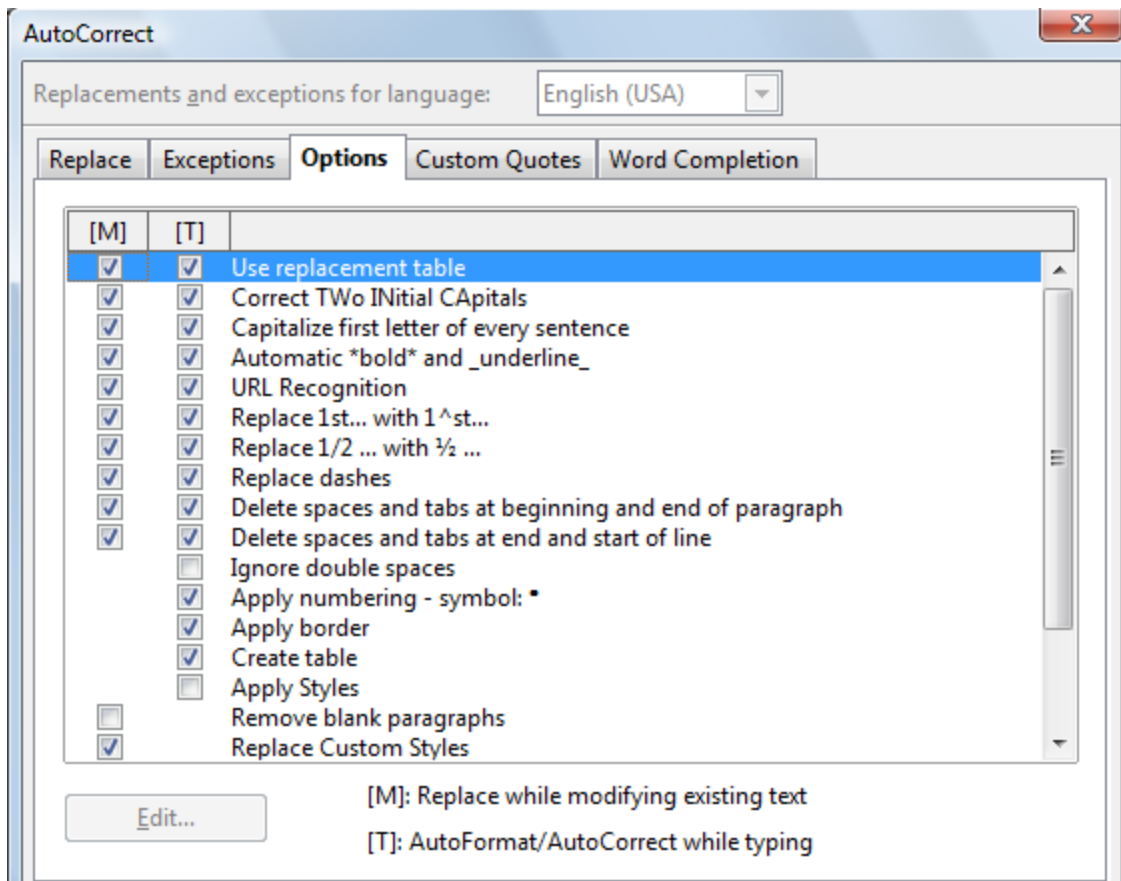 AutoCorrect
Replacements and exceptions for language: English (USA)
Replace Exceptions Options Custom Quotes Word Completion
[M] [T]
Use replacement table
Correct TWo INitial CApitals
Capitalize first letter of every sentence
Automatic *bold* and _underline_
URL Recognition
Replace 1st... with 1^st...
Replace 1/2 ... with ½ ...
Replace dashes
Delete spaces and tabs at beginning and end of paragraph
Delete spaces and tabs at end and start of line
Ignore double spaces
Apply numbering - symbol: •
Apply border
Create table
Apply Styles
Remove blank paragraphs
Replace Custom Styles
[M]: Replace while modifying existing text
Edit...
[T]: AutoFormat/AutoCorrect while typing